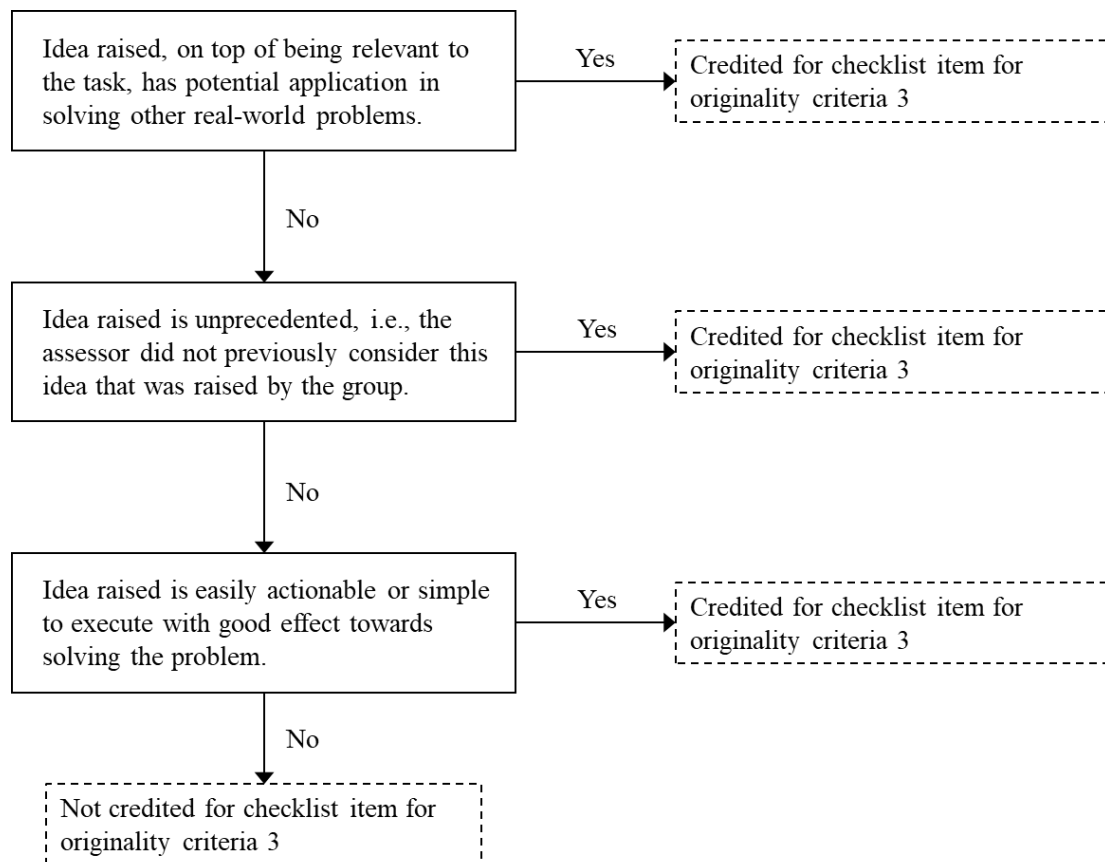 Idea raised, on top of being relevant to
the task, has potential application in
solving other real-world problems.
Yes
Credited for checklist item for
originality criteria 3
No
Idea raised is unprecedented, i.e., the
assessor did not previously consider this
idea that was raised by the group.
Yes
Credited for checklist item for
originality criteria 3
No
Idea raised is easily actionable or simple
to execute with good effect towards
solving the problem.
Yes
Credited for checklist item for
originality criteria 3
No
Not credited for checklist item for
originality criteria 3